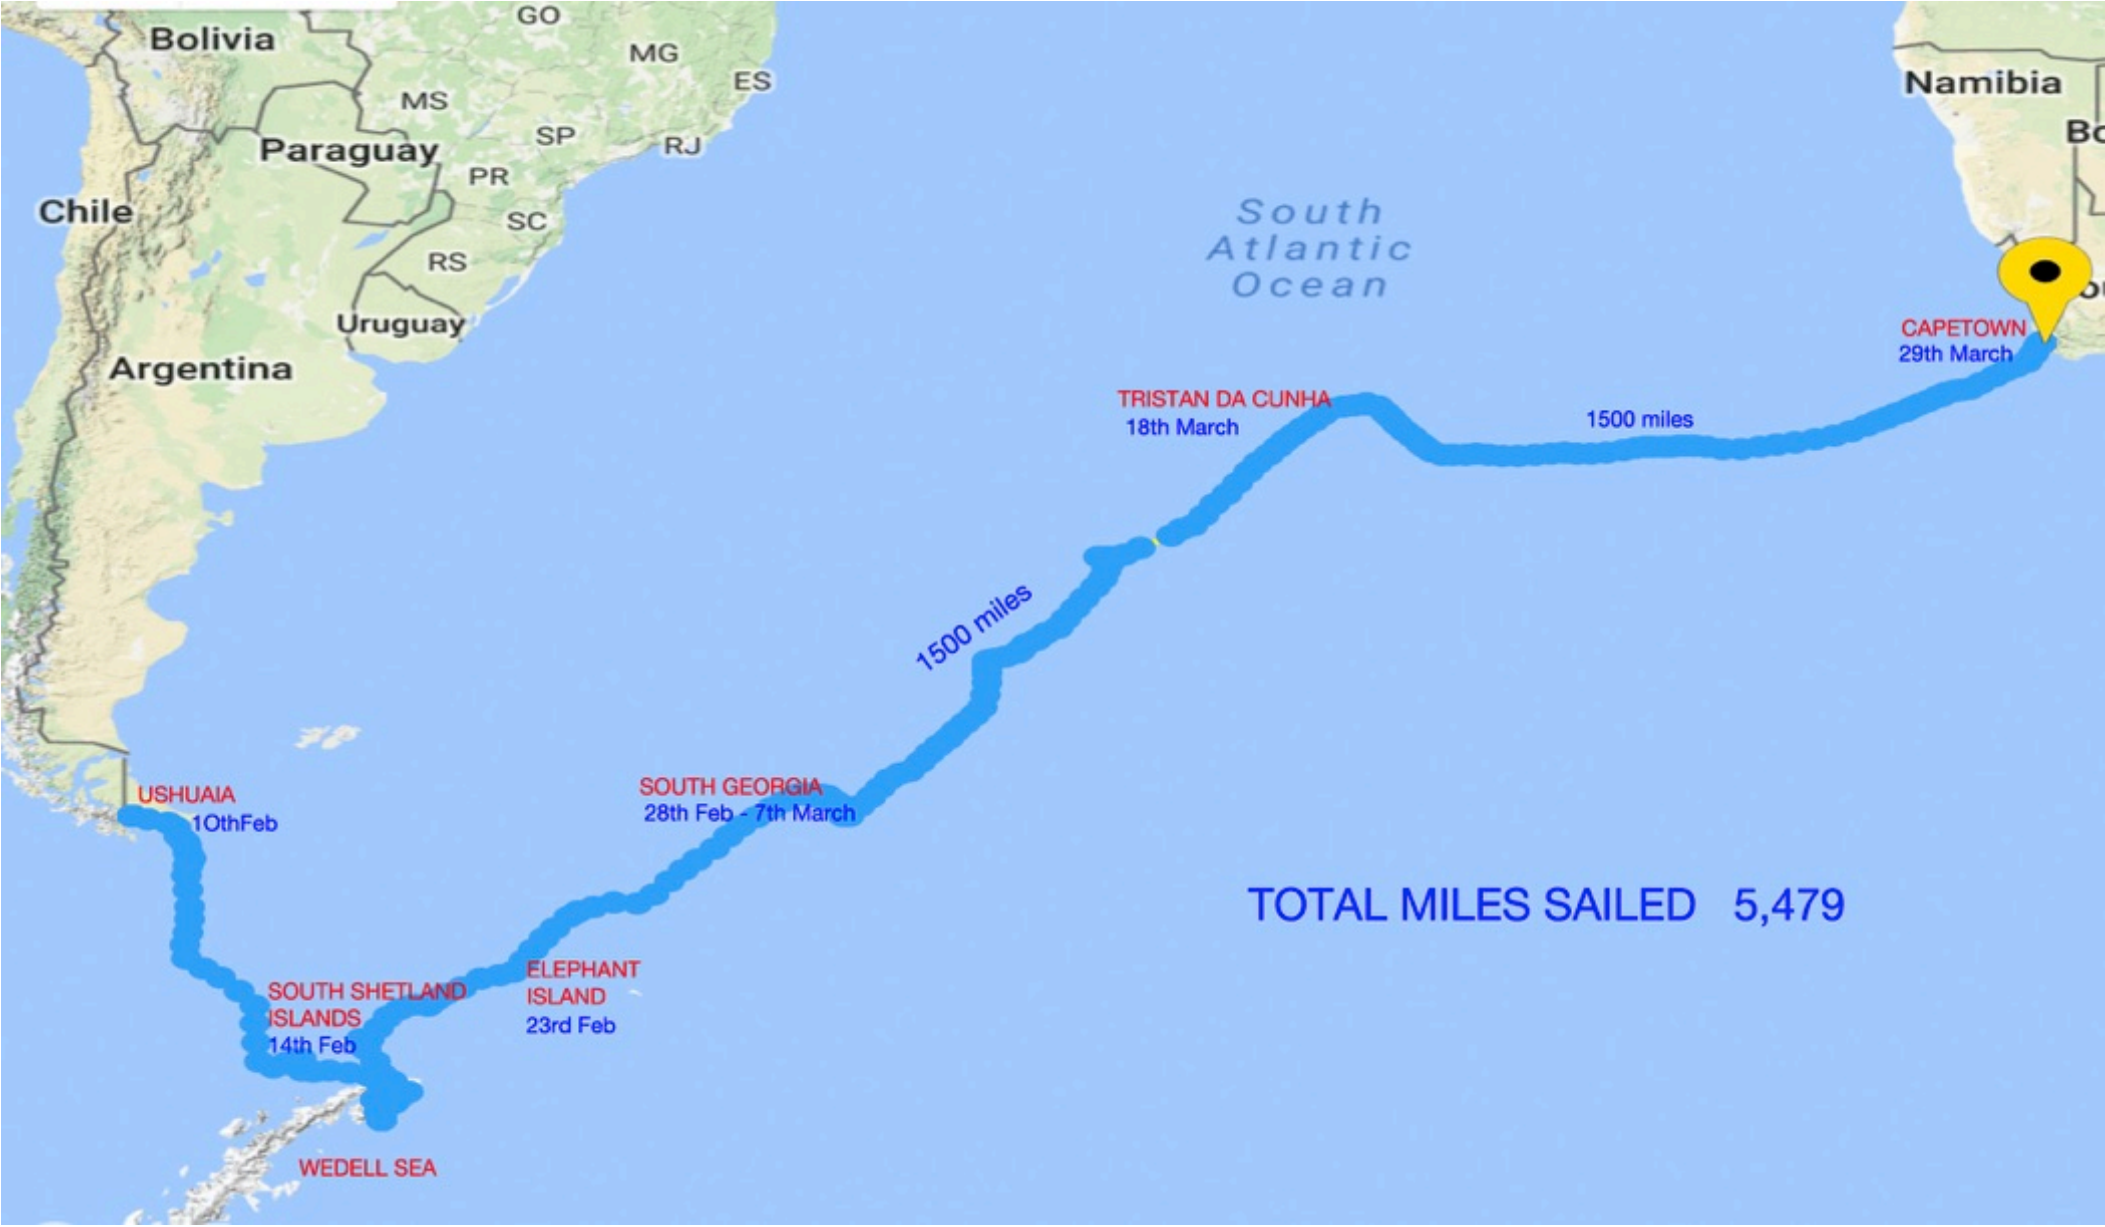 GO
Bolivia
MG
ES
Namibia
MS
Bo
SP
Paraguay
RJ
PR
Chile
SC
South
Atlantic
Ocean
RS
ou
Uruguay
CAPETOWN
29th March
Argentina
TRISTAN DA CUNHA
18th March
1500 miles
1500 miles
SOUTH GEORGIA
28th Feb - 7th March
USHUAIA
1OthFeb
TOTAL MILES SAILED 5,479
ELEPHANT
ISLAND
23rd Feb
SOUTH SHETLAND
ISLANDS
14th Feb
WEDELL SEA